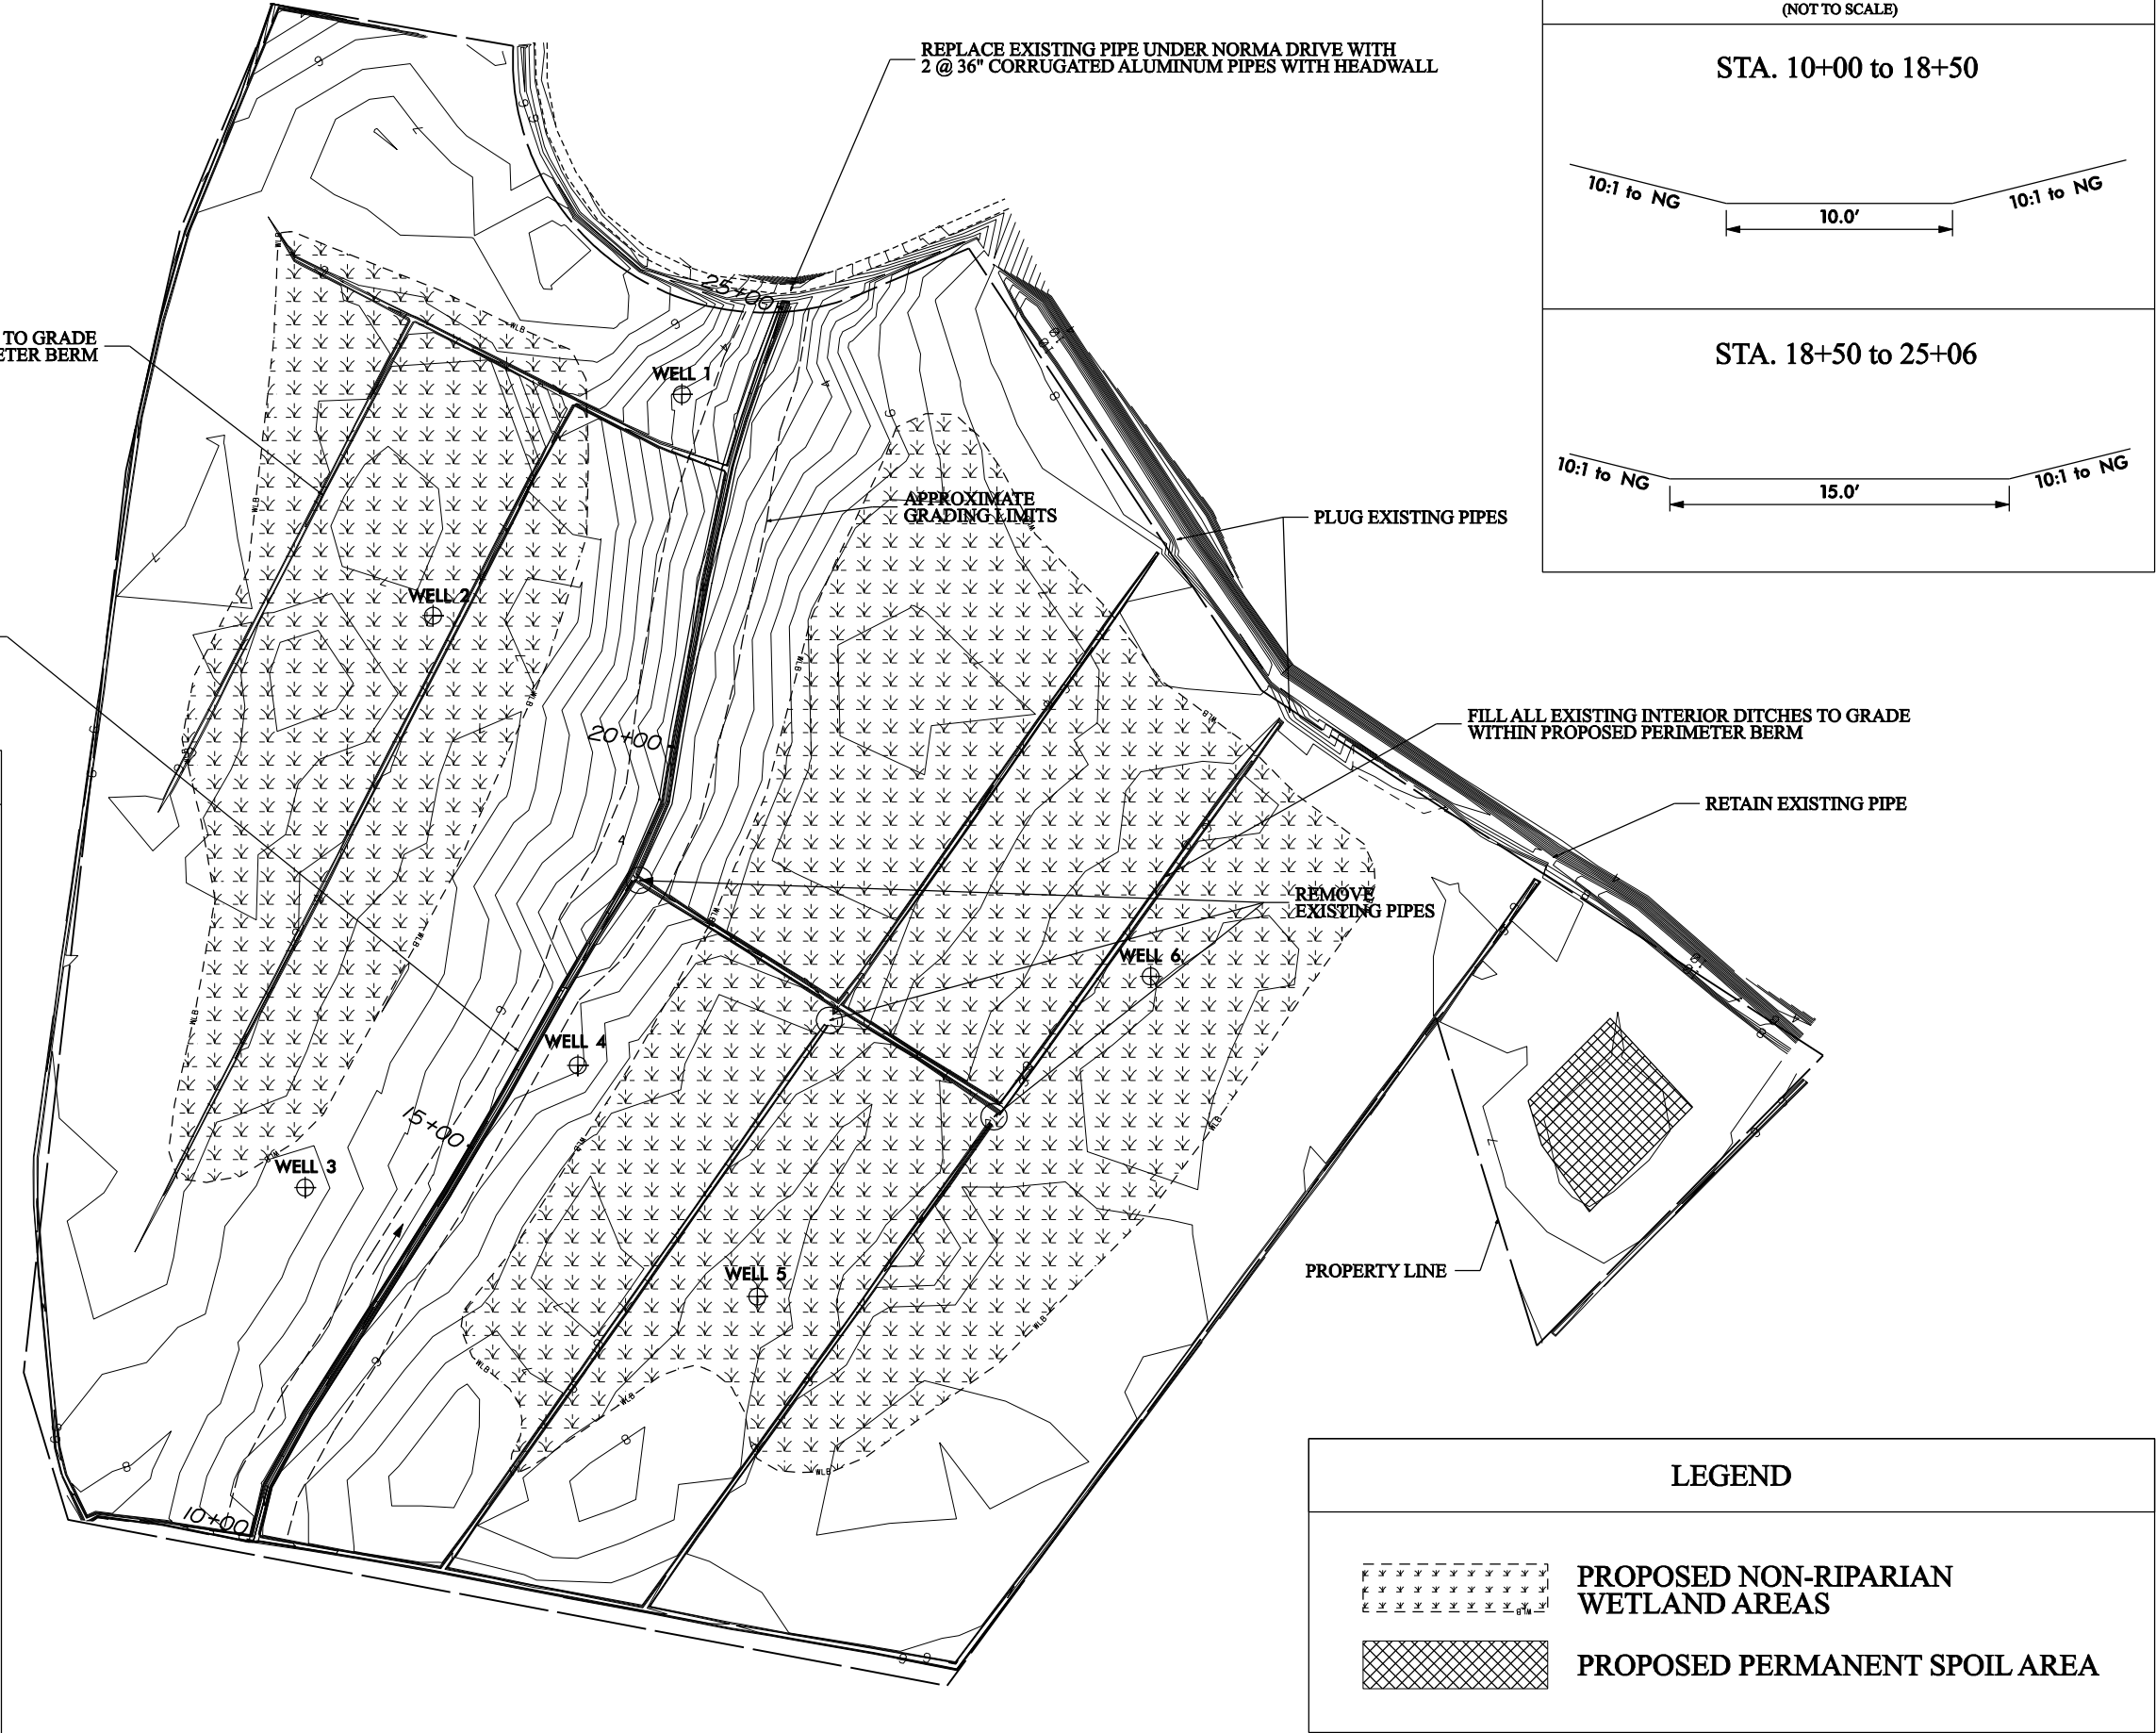 (NOT TO SCALE)
REPLACE EXISTING PIPE UNDER NORMA DRIVE WITH
2 @ 36" CORRUGATED ALUMINUM PIPES WITH HEADWALL
STA. 10+00 to 18+50
10:1 to NG
10.0'
10:1 to NG
STA. 18+50 to 25+06
10:1 to NG
15.0'
10:1 to NG
25+00
TO GRADE
ETER BERM
WELL 1
APPROXIMATE
GRADING LIMITS
PLUG EXISTING PIPES
WELL 2
20+00
FILL ALL EXISTING INTERIOR DITCHES TO GRADE
WITHIN PROPOSED PERIMETER BERM
RETAIN EXISTING PIPE
REMOVE
EXISTING PIPES
WELL 6
WELL 4
15+00
WELL 3
WELL 5
PROPERTY LINE
10+00
LEGEND
PROPOSED NON-RIPARIAN
WETLAND AREAS
WLB
PROPOSED PERMANENT SPOIL AREA